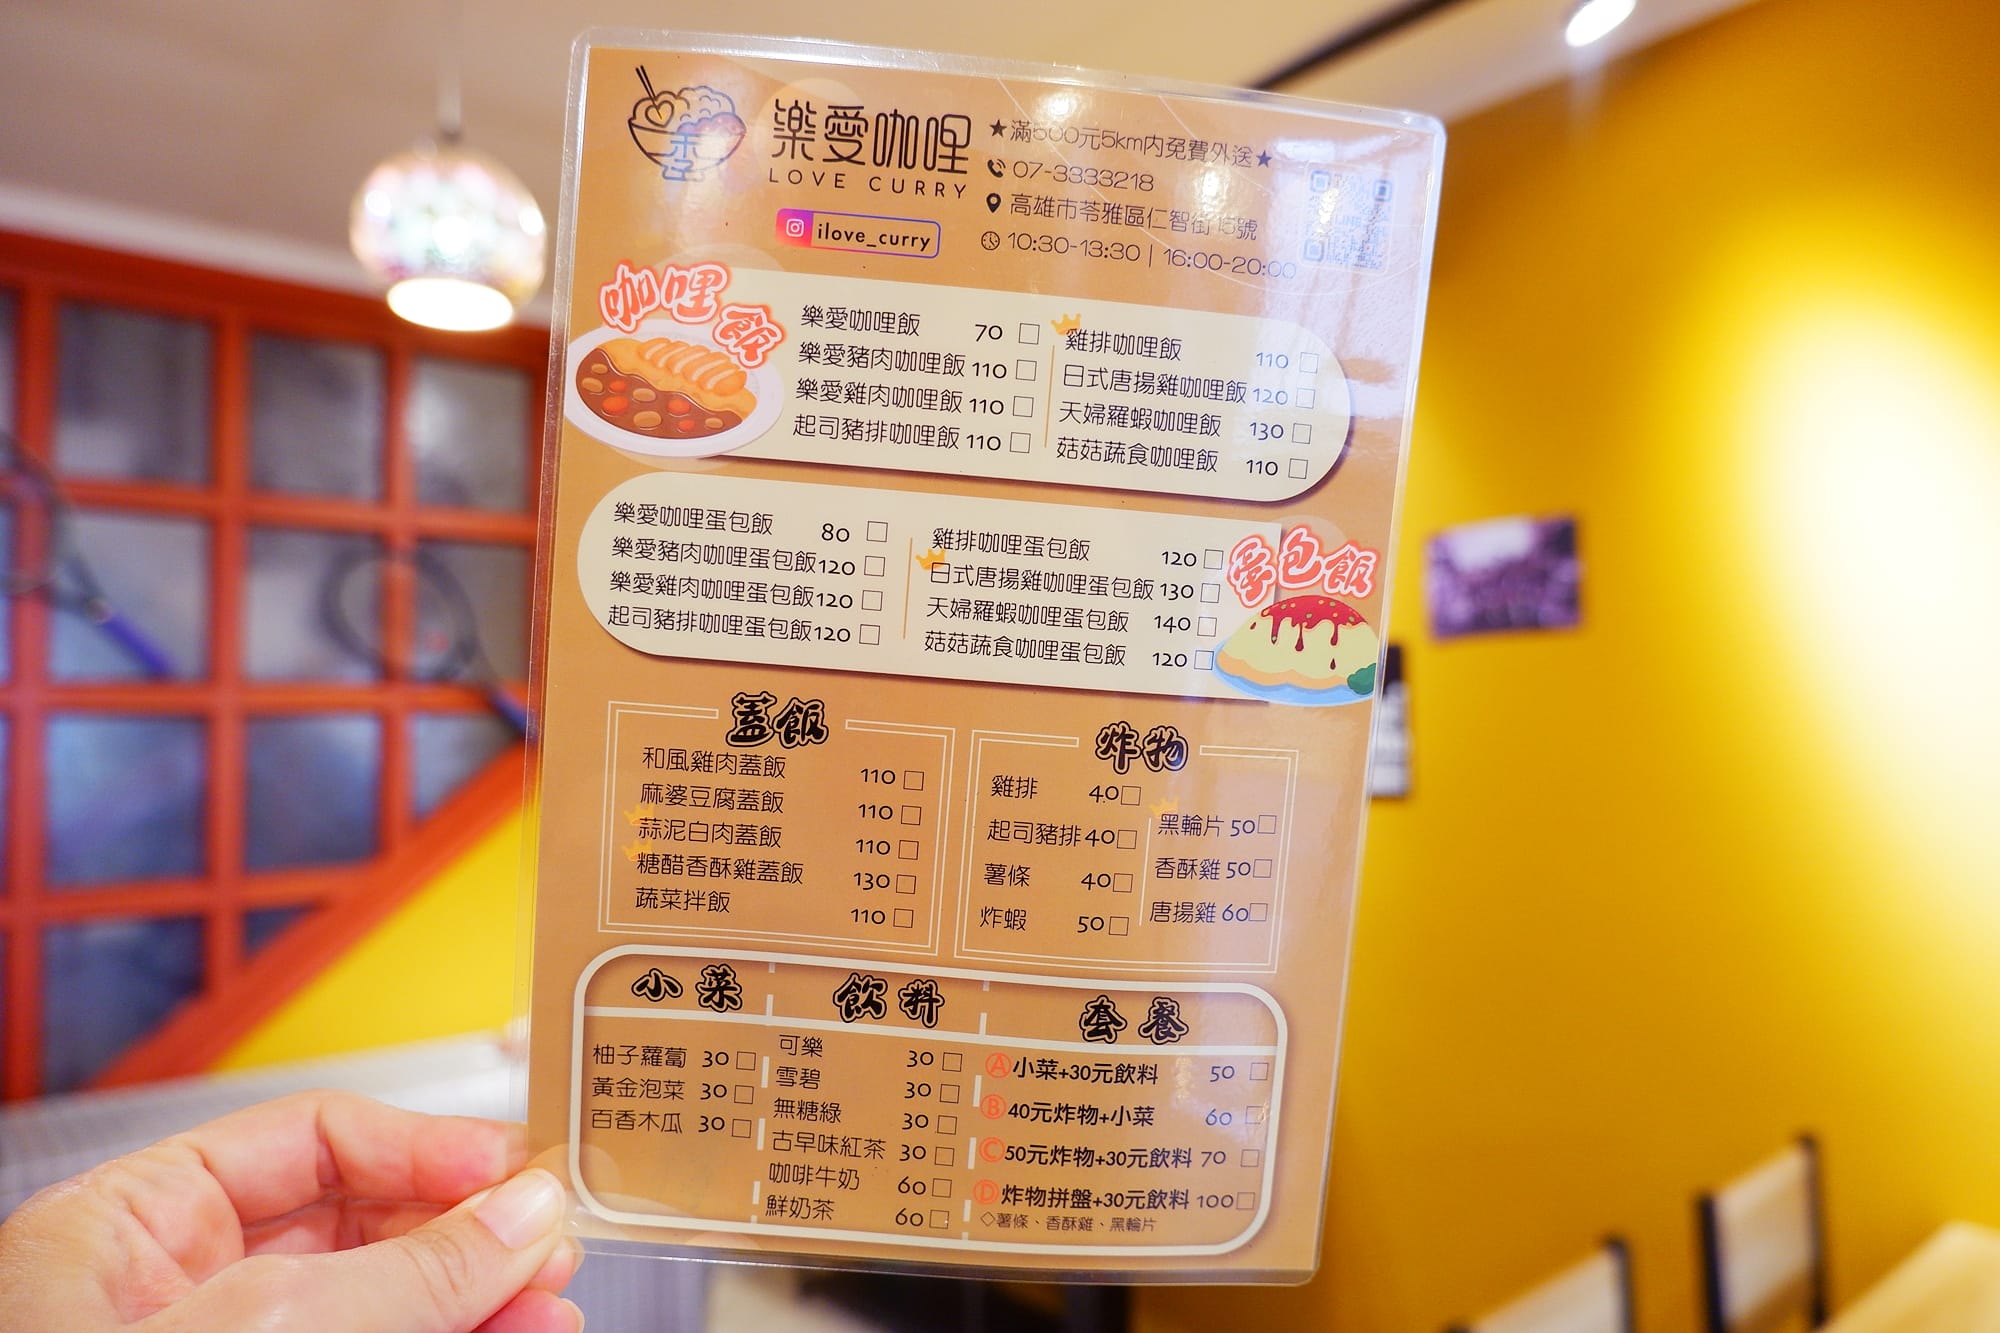 樂愛咖哩
LOVE CURRY
ilove_curry
★滿500元5km內免費外送★
07-3333218
高雄市苓雅區仁智街15號
10:30-13:30 | 16:00-20:00
咖哩飯
樂愛咖哩飯 70
樂愛豬肉咖哩飯 110
樂愛雞肉咖哩飯 110
起司豬排咖哩飯 110
雞排咖哩飯 110
日式唐揚雞咖哩飯 120
天婦羅蝦咖哩飯 130
菇菇蔬食咖哩飯 110
蛋包飯
樂愛咖哩蛋包飯 80
樂愛豬肉咖哩蛋包飯 120
樂愛雞肉咖哩蛋包飯 120
起司豬排咖哩蛋包飯 120
雞排咖哩蛋包飯 120
日式唐揚雞咖哩蛋包飯 130
天婦羅蝦咖哩蛋包飯 140
菇菇蔬食咖哩蛋包飯 120
蓋飯
和風雞肉蓋飯 110
麻婆豆腐蓋飯 110
蒜泥白肉蓋飯 110
糖醋香酥雞蓋飯 130
蔬菜拌飯 110
炸物
雞排 40
起司豬排 40
薯條 40
炸蝦 50
黑輪片 50
香酥雞 50
唐揚雞 60
小菜
柚子蘿蔔 30
黃金泡菜 30
百香木瓜 30
飲料
可樂 30
雪碧 30
無糖綠 30
古早味紅茶 30
咖啡牛奶 60
鮮奶茶 60
套餐
A 小菜+30元飲料 50
B 40元炸物+小菜 60
C 50元炸物+30元飲料 70
D 炸物拼盤+30元飲料 100
◇薯條、香酥雞、黑輪片